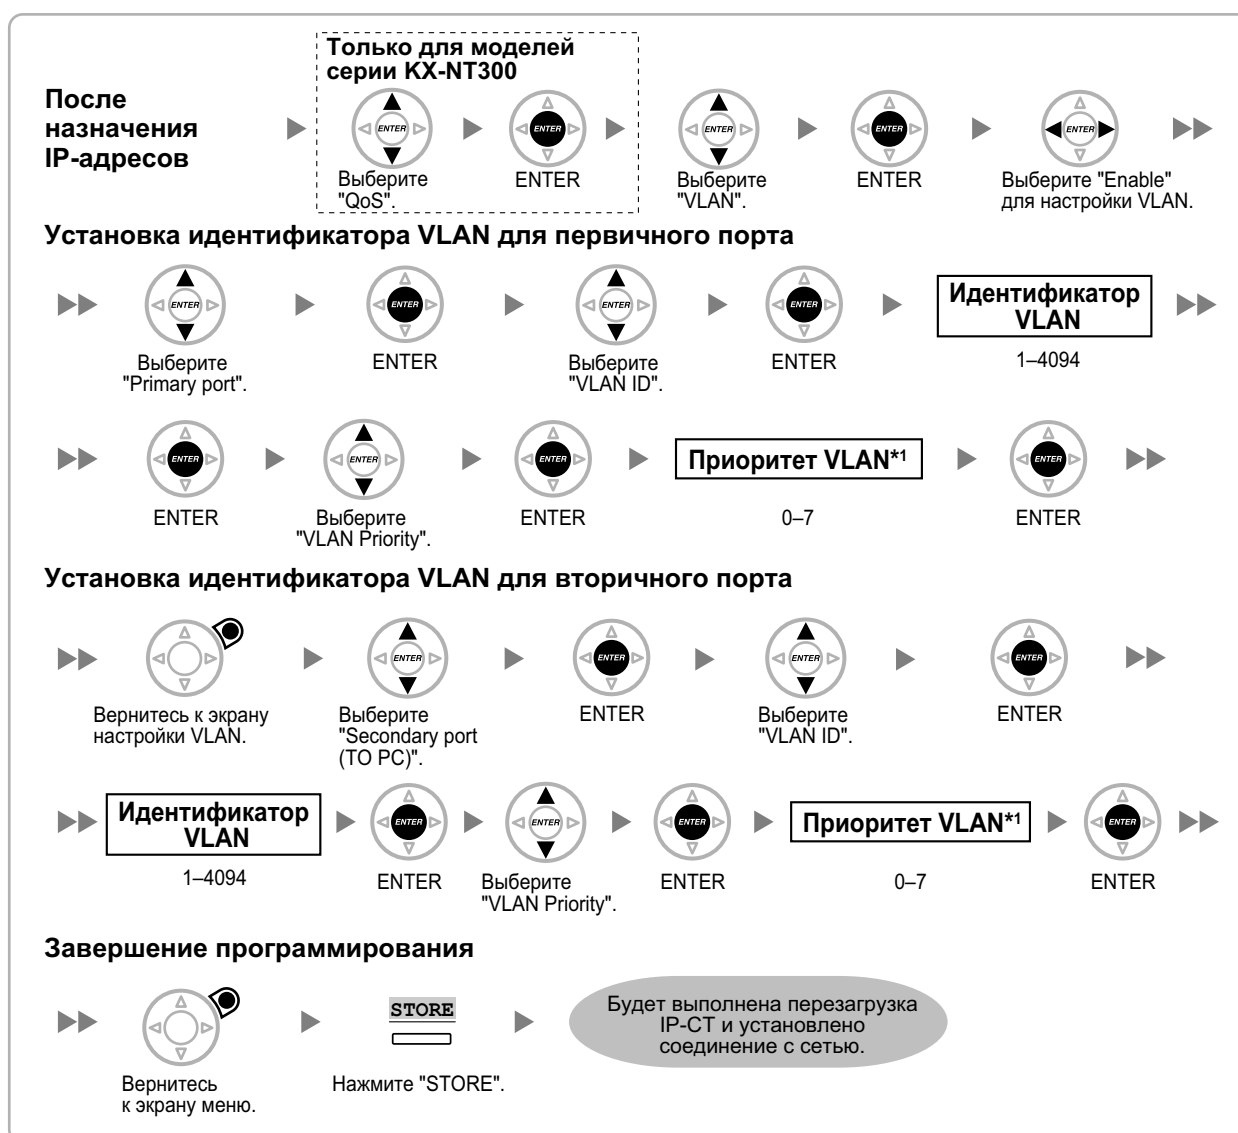 Только для моделей
серии KX-NT300
После
назначения
IP-адресов
ENTER
ENTER
ENTER
ENTER
ENTER
Выберите
"QoS".
ENTER
Выберите
"VLAN".
ENTER
Выберите "Enable"
для настройки VLAN.
Установка идентификатора VLAN для первичного порта
ENTER
ENTER
ENTER
ENTER
Идентификатор
VLAN
Выберите
"Primary port".
ENTER
Выберите
"VLAN ID".
ENTER
1–4094
ENTER
ENTER
ENTER
Приоритет VLAN*1
ENTER
ENTER
Выберите
"VLAN Priority".
ENTER
0–7
ENTER
Установка идентификатора VLAN для вторичного порта
ENTER
ENTER
ENTER
ENTER
Вернитесь к экрану
настройки VLAN.
Выберите
"Secondary port
(TO PC)".
ENTER
Выберите
"VLAN ID".
ENTER
Идентификатор
VLAN
ENTER
ENTER
ENTER
Приоритет VLAN*1
ENTER
1–4094
ENTER
Выберите
"VLAN Priority".
ENTER
0–7
ENTER
Завершение программирования
STORE
Будет выполнена перезагрузка
IP-СТ и установлено
соединение с сетью.
Вернитесь
к экрану меню.
Нажмите "STORE".